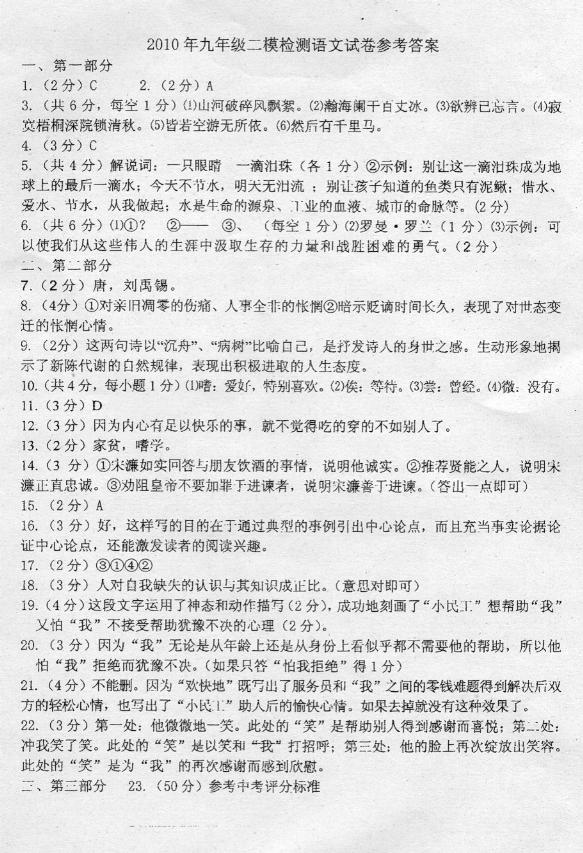 2010 年九年级二模检测语文试卷参考答案
一、第一部分
1.（2分）C　　2.（2分）A
3.（共 6 分，每空 1 分）⑴山河破碎风飘絮。⑵瀚海阑干百丈冰。⑶欲辨已忘言。⑷寂
寞梧桐深院锁清秋。⑸皆若空游无所依。⑹然后有千里马。
4.（3 分）C
5.（共 4 分）解说词：一只眼睛　一滴泪珠（各 1 分）②示例：别让这一滴泪珠成为地
球上的最后一滴水；今天不节水，明天无泪流 ；别让孩子知道的鱼类只有泥鳅；惜水、
爱水、节水，从我做起；水是生命的源泉、工业的血液、城市的命脉等。(2 分)
6.（共 6 分）⑴①？　②——　③、　（每空 1 分）⑵罗曼·罗兰（1 分）⑶示例：可
以使我们从这些伟人的生涯中汲取生存的力量和战胜困难的勇气。（2 分）
二、第二部分
7.（2 分）唐，刘禹锡。
8.（4分）①对亲旧凋零的伤痛、人事全非的怅惘②暗示贬谪时间长久，表现了对世态变
迁的怅惘心情。
9.（2分）这两句诗以“沉舟”、“病树”比喻自己，是抒发诗人的身世之感。生动形象地揭
示了新陈代谢的自然规律，表现出积极进取的人生态度。
10.（共 4 分，每小题 1 分）⑴嗜：爱好，特别喜欢。⑵俟：等待。⑶尝：曾经。⑷微：没有。
11.（3 分）D
12.（3 分）因为内心有足以快乐的事，就不觉得吃的穿的不如别人了。
13.（2 分）家贫，嗜学。
14.（3 分）①宋濂如实回答与朋友饮酒的事情，说明他诚实。②推荐贤能之人，说明宋
濂正直忠诚。③劝阻皇帝不要加罪于进谏者，说明宋濂善于进谏。（答出一点即可）
15.（2 分）A
16.（3 分）好，这样写的目的在于通过典型的事例引出中心论点，而且充当事实论据论
证中心论点，还能激发读者的阅读兴趣。
17.（2 分）③①④②
18.（3 分）人对自我缺失的认识与其知识成正比。（意思对即可）
19.（4 分）这段文字运用了神态和动作描写（2 分），成功地刻画了“小民工”想帮助“我”
又怕“我”不接受帮助犹豫不决的心理（2 分）。
20.（3 分）因为“我”无论是从年龄上还是从身份上看似乎都不需要他的帮助，所以他
怕“我”拒绝而犹豫不决。（如果只答“怕我拒绝”得 1 分）
21.（4 分）不能删。因为“欢快地”既写出了服务员和“我”之间的零钱难题得到解决后双
方的轻松心情，也写出了“小民工”助人后的愉快心情。如果去掉就没有这种效果了。
22.（3 分）第一处：他微微地一笑。此处的“笑”是帮助别人得到感谢而喜悦；第二处：
冲我笑了笑。此处的“笑”是以笑和“我”打招呼；第三处：他的脸上再次绽放出笑容。
此处的“笑”是为“我”的再次感谢而感到欣慰。
三、第三部分　23.（50 分）参考中考评分标准